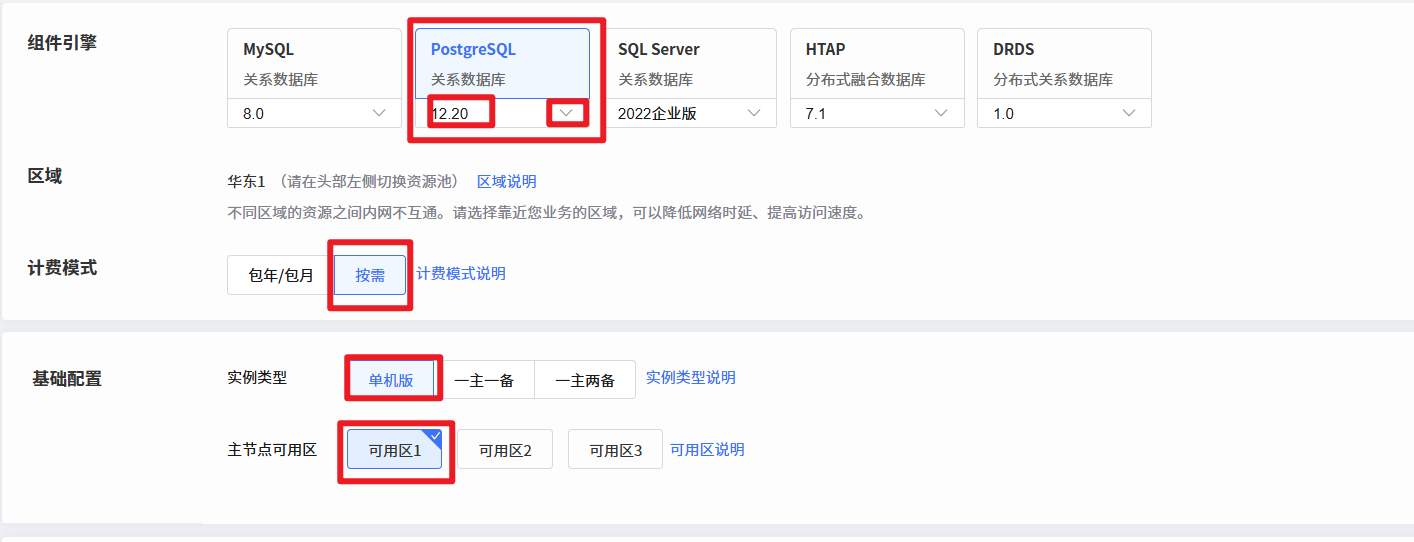 组件引擎
MySQL PostgreSQL SQL Server HTAP DRDS
关系数据库 关系数据库 关系数据库 分布式融合数据库 分布式关系数据库
8.0 12.20 2022企业版 7.1 1.0
区域 华东1 （请在头部左侧切换资源池） 区域说明
不同区域的资源之间内网不互通。请选择靠近您业务的区域，可以降低网络时延、提高访问速度。
计费模式 包年/包月 按需 计费模式说明
基础配置 实例类型 单机版 一主一备 一主两备 实例类型说明
主节点可用区 可用区1 可用区2 可用区3 可用区说明